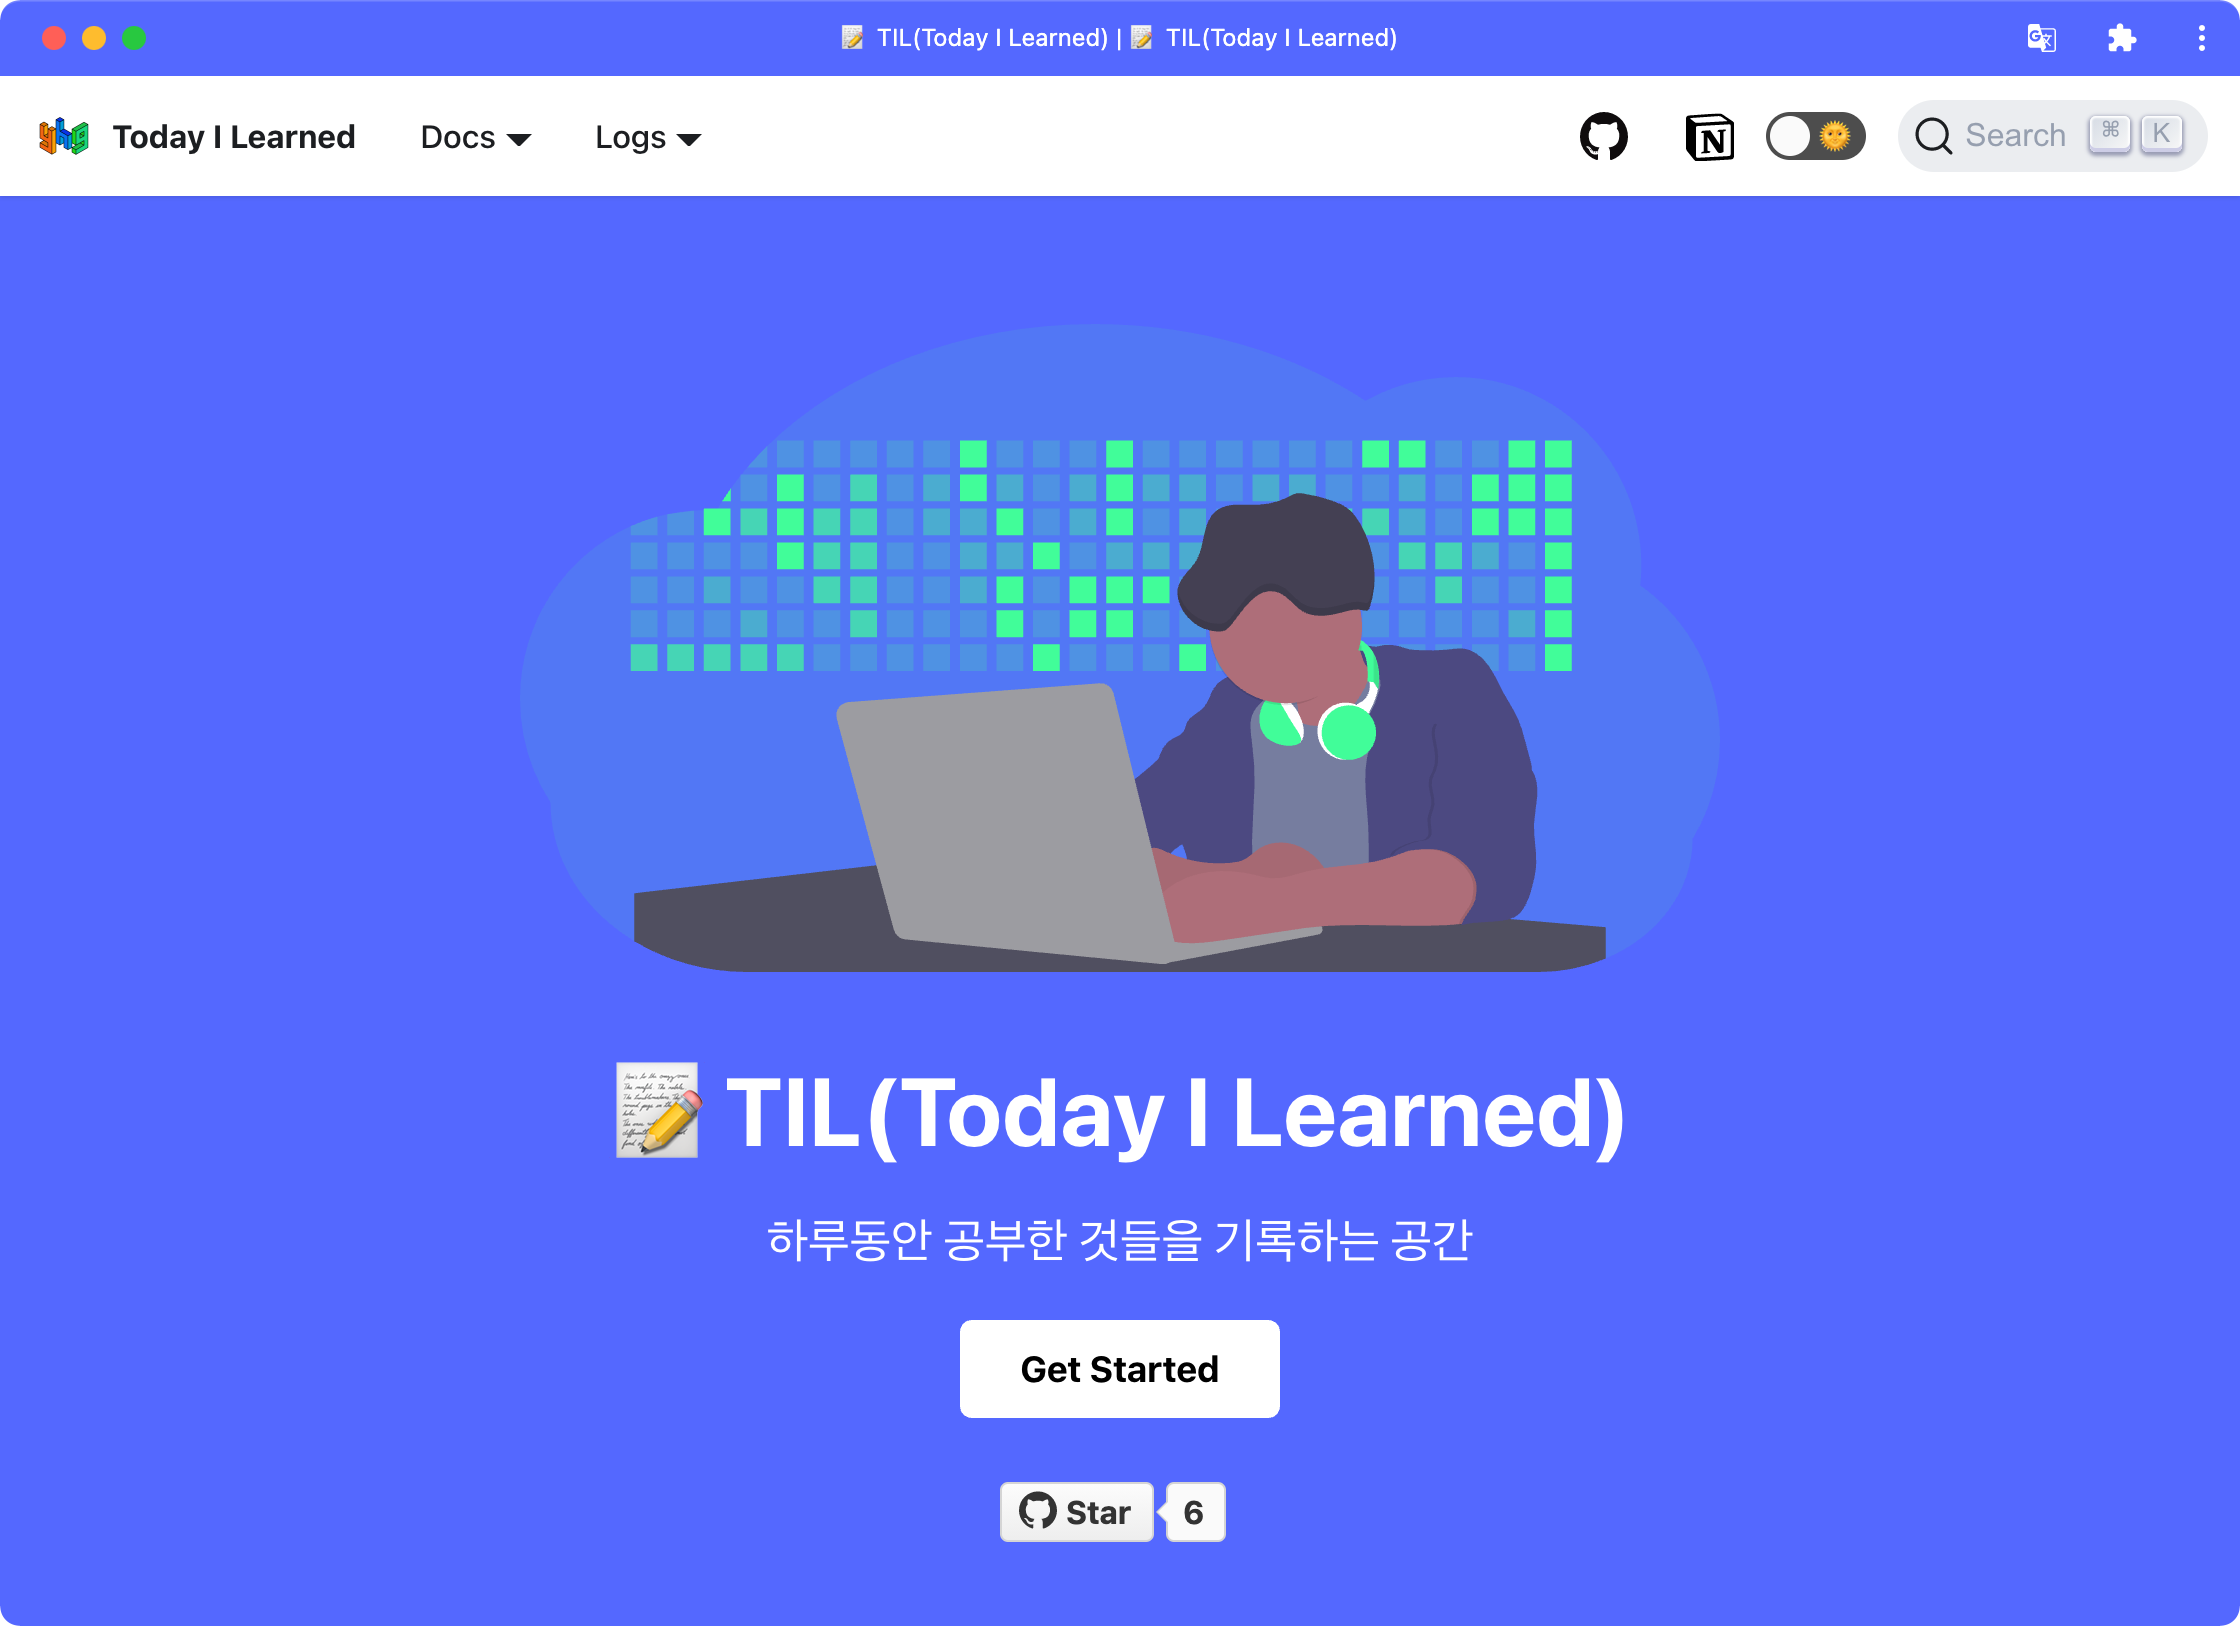 📝 TIL(Today I Learned) | 📝 TIL(Today I Learned)
Today I Learned Docs Logs Search ⌘ K
📝 TIL(Today I Learned)
하루동안 공부한 것들을 기록하는 공간
Get Started
Star 6